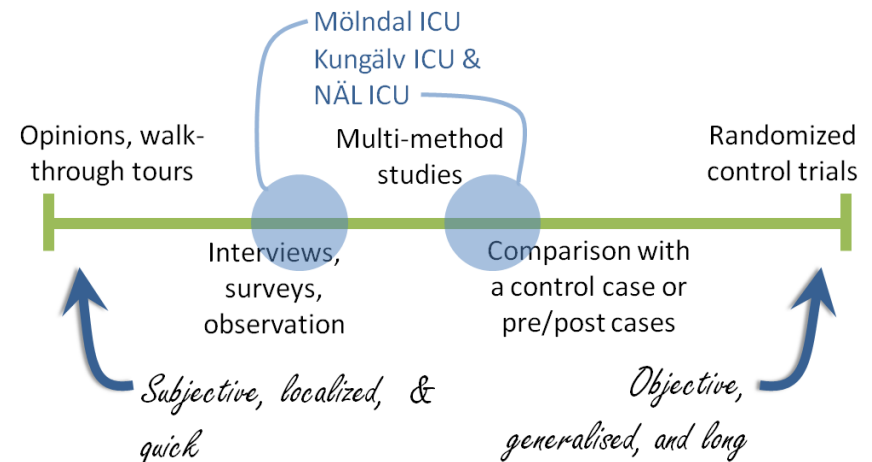 Mölndal ICU
Kungälv ICU &
NÄL ICU
Opinions, walk-
through tours
Multi-method
studies
Randomized
control trials
Interviews,
surveys,
observation
Comparison with
a control case or
pre/post cases
Subjective, localized, &
quick
Objective,
generalised, and long